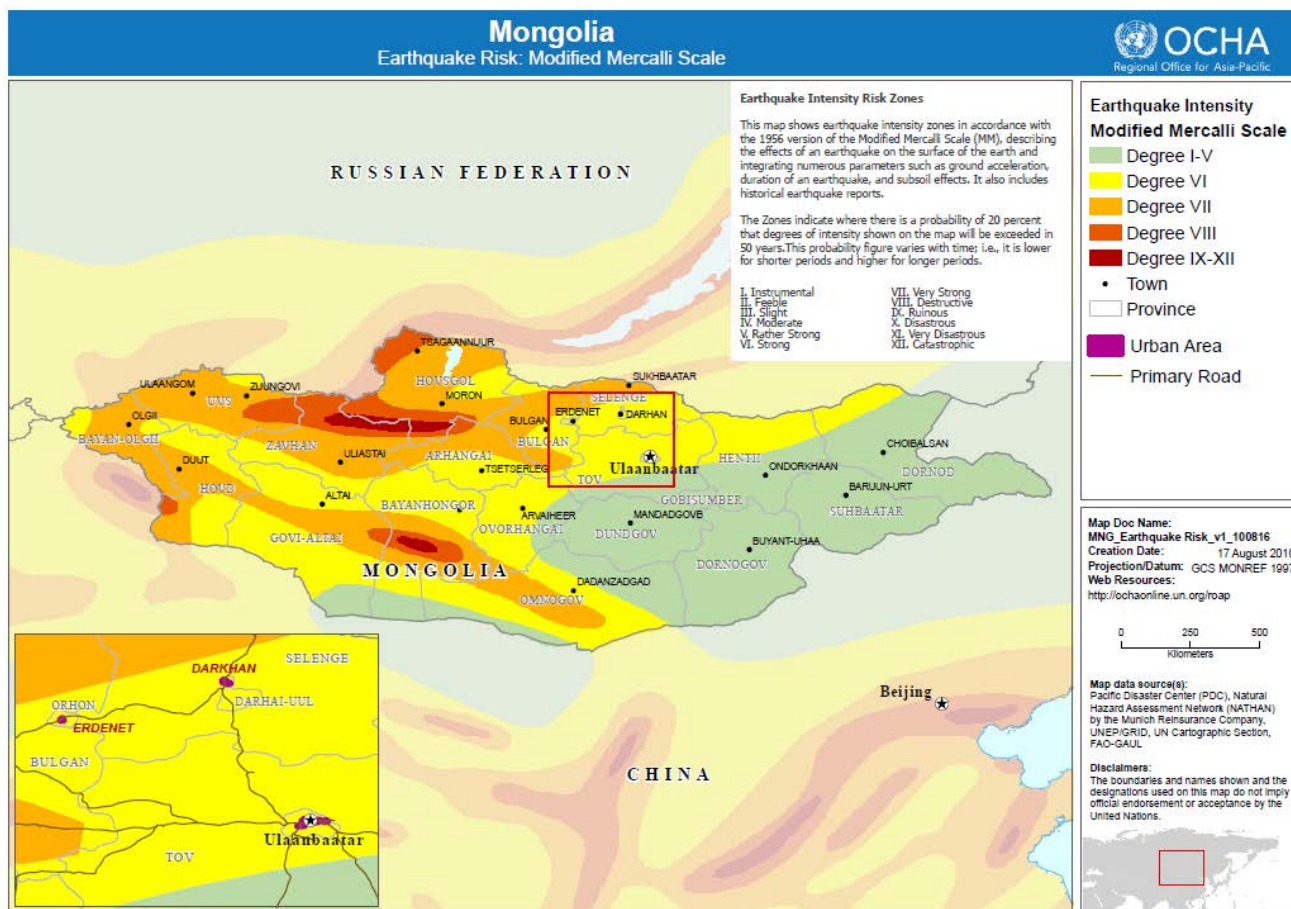 Mongolia
Earthquake Risk: Modified Mercalli Scale
OCHA
Regional Office for Asia-Pacific
Earthquake Intensity Risk Zones
This map shows earthquake intensity zones in accordance with
the 1956 version of the Modified Mercalli Scale (MM), describing
the effects of an earthquake on the surface of the earth and
integrating numerous parameters such as ground acceleration,
duration of an earthquake, and subsoil effects. It also includes
historical earthquake reports.
The Zones indicate where there is a probability of 20 percent
that degrees of intensity shown on the map will be exceeded in
50 years.This probability figure varies with time; i.e., it is lower
for shorter periods and higher for longer periods.
I. Instrumental
II. Feeble
III. Slight
IV. Moderate
V. Rather Strong
VI. Strong
VII. Very Strong
VIII. Destructive
IX. Ruinous
X. Disastrous
XI. Very Disastrous
XII. Catastrophic
RUSSIAN FEDERATION
TSAGAANNUUR
HOVSGOL
MORON
ULAANGOM
ZUUNGOVI
UVS
OLGII
BAYAN-OLGII
ZAVHAN
DUUT
HOVD
ULIASTAI
ARHANGAI
TSETSERLEG
SUKHBAATAR
SELENGE
ERDENET
DARHAN
BULGAN
BULGAN
Ulaanbaatar
TOV
HENTII
CHOIBALSAN
DORNOD
ONDORKHAAN
BARUUN-URT
SUHBAATAR
GOBISUMBER
ALTAI
BAYANHONGOR
ARVAIHEER
OVORHANGAI
MANDADGOVB
DUNDGOV
GOVI-ALTAI
BUYANT-UHAA
DORNOGOV
MONGOLIA
DADANZADGAD
OMNOGOV
Beijing
CHINA
SELENGE
DARKHAN
DARHAI-UUL
ORHON
ERDENET
BULGAN
Ulaanbaatar
TOV
Earthquake Intensity
Modified Mercalli Scale
Degree I-V
Degree VI
Degree VII
Degree VIII
Degree IX-XII
Town
Province
Urban Area
Primary Road
Map Doc Name:
MNG_Earthquake Risk_v1_100816
Creation Date: 17 August 2010
Projection/Datum: GCS MONREF 1997
Web Resources:
http://ochaonline.un.org/roap
0 250 500
Kilometers
Map data source(s):
Pacific Disaster Center (PDC), Natural
Hazard Assessment Network (NATHAN)
by the Munich Reinsurance Company,
UNEP/GRID, UN Cartographic Section,
FAO-GAUL
Disclaimers:
The boundaries and names shown and the
designations used on this map do not imply
official endorsement or acceptance by the
United Nations.